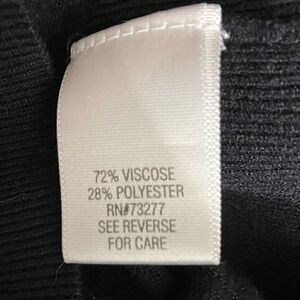 72% VISCOSE
28% POLYESTER
RN#73277
SEE REVERSE
FOR CARE